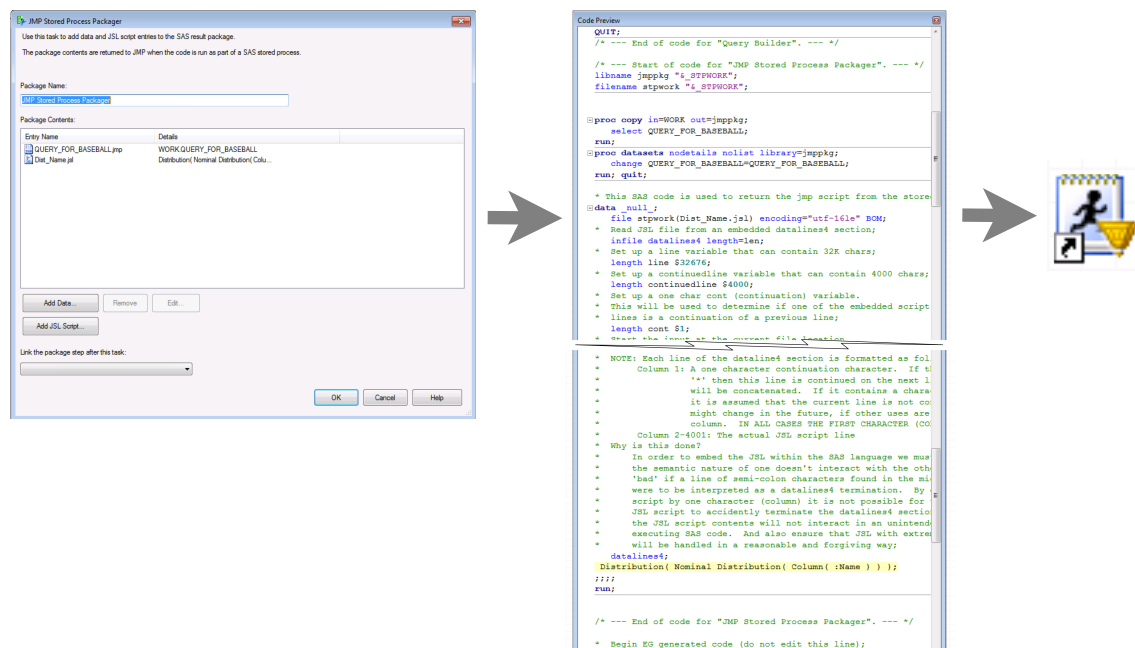 JMP Stored Process Packager
Use this task to add data and JSL script entries to the SAS result package.
The package contents are returned to JMP when the code is run as part of a SAS stored process.
Package Name:
JMP Stored Process Packager
Package Contents:
Entry Name Details
QUERY_FOR_BASEBALL.jmp WORK.QUERY_FOR_BASEBALL
Dist_Name.jsl Distribution( Nominal Distribution( Colu...
Add Data... Remove Edit...
Add JSL Script...
Link the package step after this task:
OK Cancel Help
Code Preview
QUIT;
/* --- End of code for "Query Builder". --- */
/* --- Start of code for "JMP Stored Process Packager". --- */
libname jmppkg "&_STPWORK";
filename stpwork "&_STPWORK";
proc copy in=WORK out=jmppkg;
select QUERY_FOR_BASEBALL;
run;
proc datasets nodetails nolist library=jmppkg;
change QUERY_FOR_BASEBALL=QUERY_FOR_BASEBALL;
run; quit;
* This SAS code is used to return the jmp script from the store
data _null_;
file stpwork(Dist_Name.jsl) encoding="utf-16le" BOM;
* Read JSL file from an embedded datalines4 section;
infile datalines4 length=len;
* Set up a line variable that can contain 32K chars;
length line $32676;
* Set up a continuedline variable that can contain 4000 chars;
length continuedline $4000;
* Set up a one char cont (continuation) variable.
* This will be used to determine if one of the embedded script
* lines is a continuation of a previous line;
length cont $1;
* Start the input at the current file location
* NOTE: Each line of the dataline4 section is formatted as fol
* Column 1: A one character continuation character. If th
* '*' then this line is continued on the next l
* will be concatenated. If it contains a chara
* it is assumed that the current line is not co
* might change in the future, if other uses are
* column. IN ALL CASES THE FIRST CHARACTER (CO
* Column 2-4001: The actual JSL script line
* Why is this done?
* In order to embed the JSL within the SAS language we mus
* the semantic nature of one doesn't interact with the oth
* 'bad' if a line of semi-colon characters found in the mi
* were to be interpreted as a datalines4 termination. By
* script by one character (column) it is not possible for
* JSL script to accidently terminate the datalines4 sectio
* the JSL script contents will not interact in an unintend
* executing SAS code. And also ensure that JSL with extrem
* will be handled in a reasonable and forgiving way;
datalines4;
Distribution( Nominal Distribution( Column( :Name ) ) );
;;;;
run;
/* --- End of code for "JMP Stored Process Packager". --- */
* Begin EG generated code (do not edit this line);